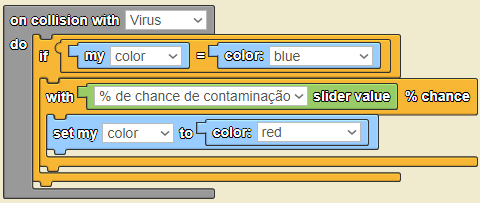 on collision with Virus
do if my color = color: blue
with % de chance de contaminação slider value % chance
set my color to color: red